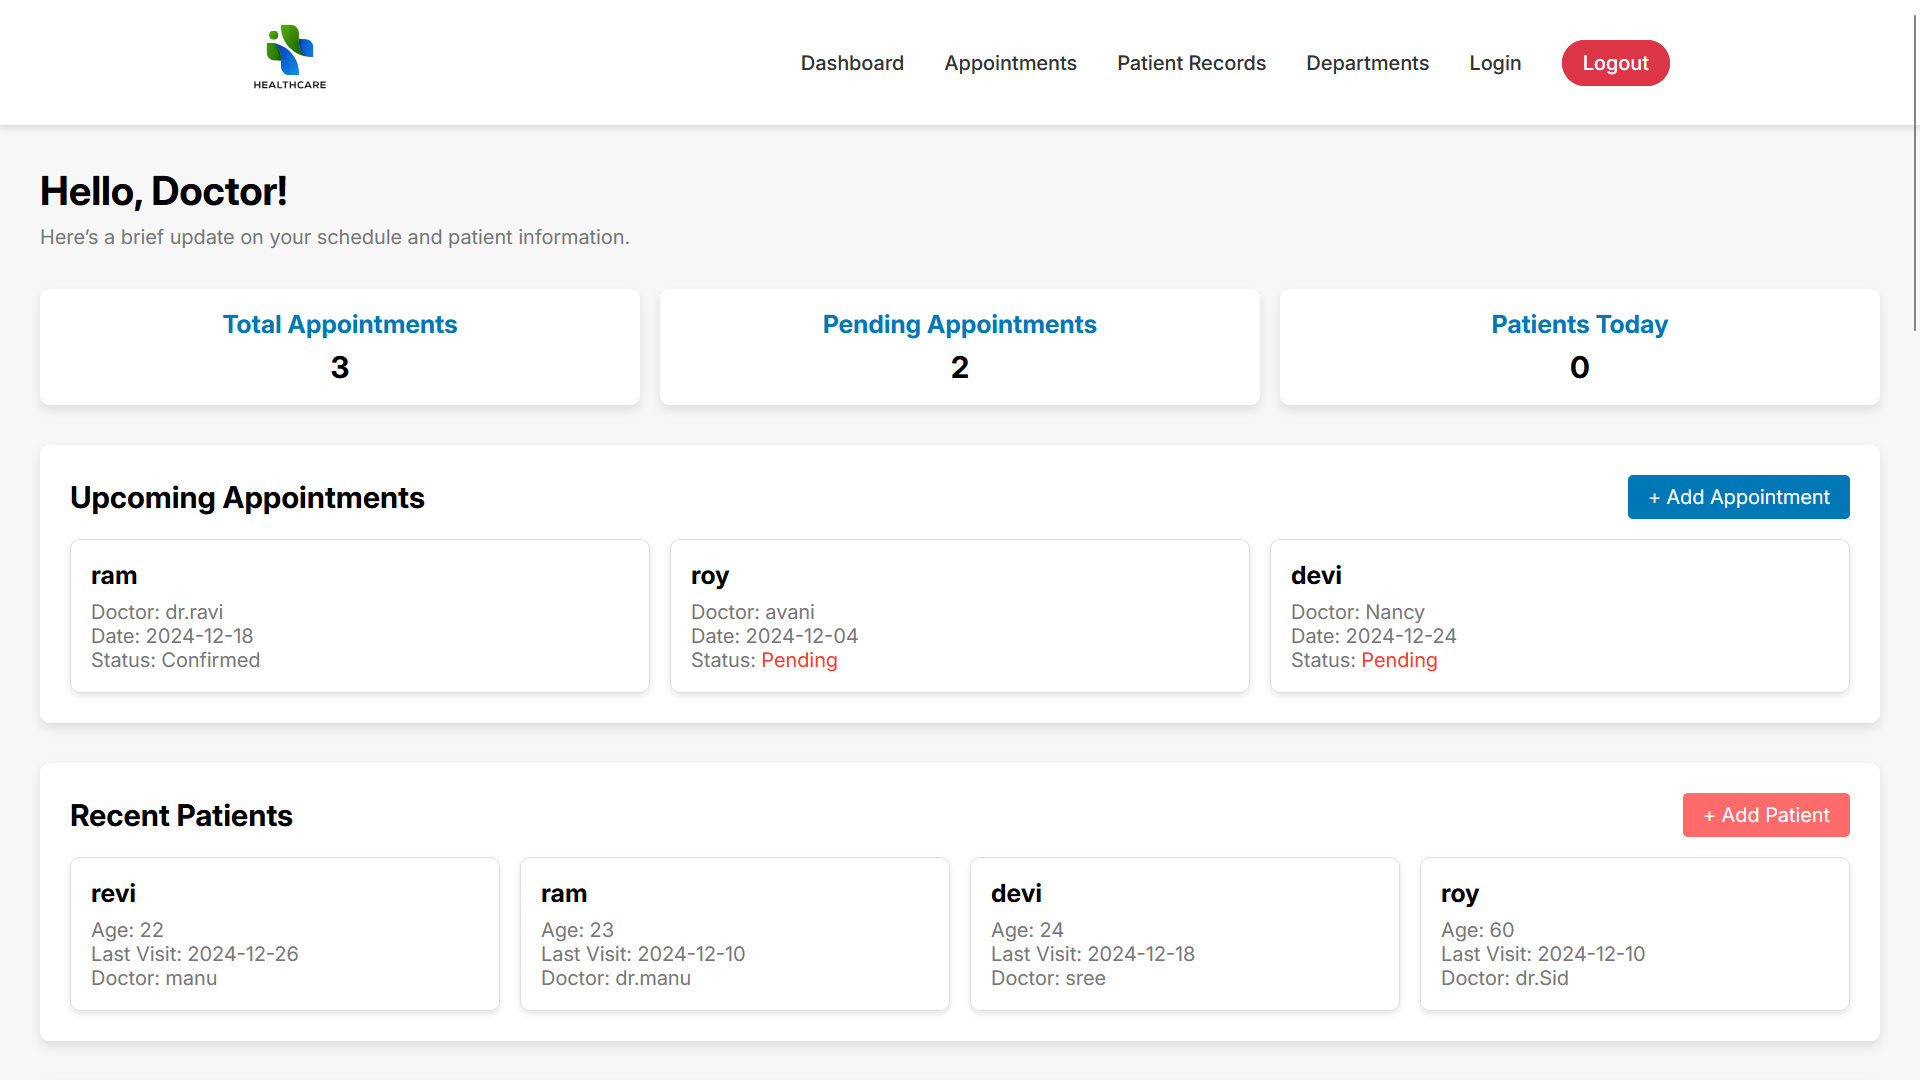 HEALTHCARE
Dashboard Appointments Patient Records Departments Login Logout
Hello, Doctor!
Here’s a brief update on your schedule and patient information.
Total Appointments
3
Pending Appointments
2
Patients Today
0
Upcoming Appointments
+ Add Appointment
ram
Doctor: dr.ravi
Date: 2024-12-18
Status: Confirmed
roy
Doctor: avani
Date: 2024-12-04
Status: Pending
devi
Doctor: Nancy
Date: 2024-12-24
Status: Pending
Recent Patients
+ Add Patient
revi
Age: 22
Last Visit: 2024-12-26
Doctor: manu
ram
Age: 23
Last Visit: 2024-12-10
Doctor: dr.manu
devi
Age: 24
Last Visit: 2024-12-18
Doctor: sree
roy
Age: 60
Last Visit: 2024-12-10
Doctor: dr.Sid